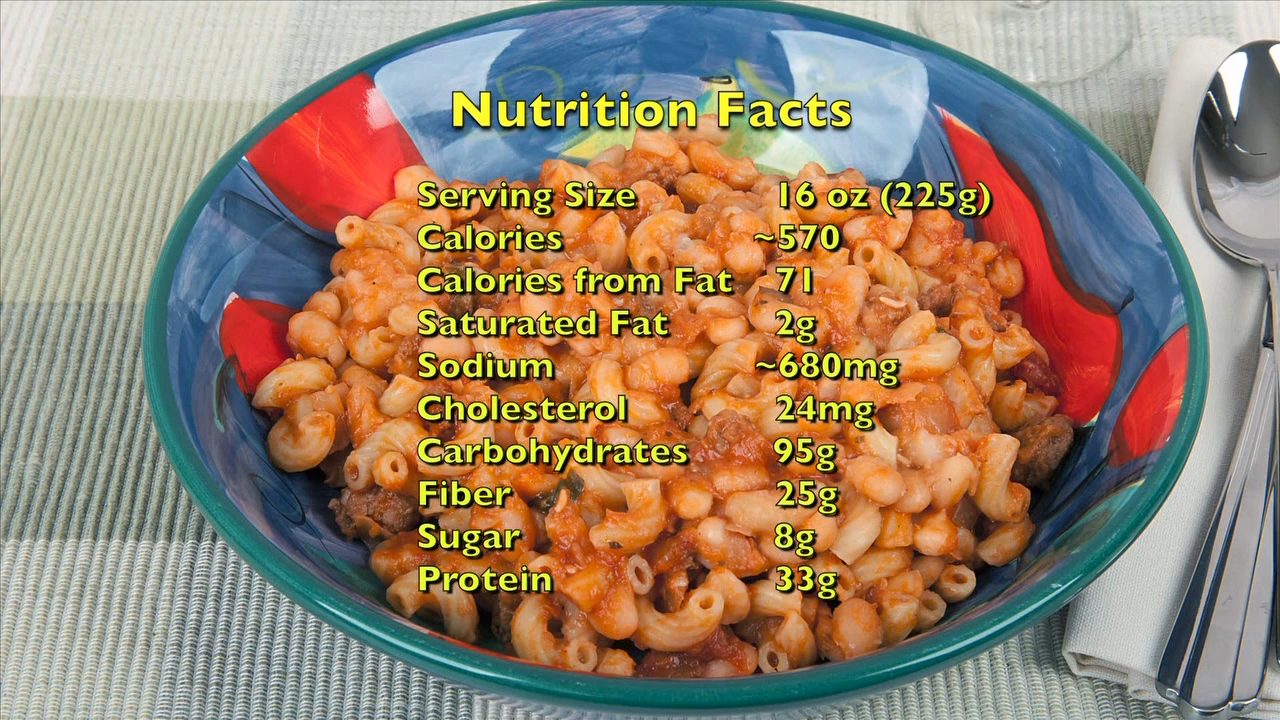 Nutrition Facts
Serving Size 16 oz (225g)
Calories ~570
Calories from Fat 71
Saturated Fat 2g
Sodium ~680mg
Cholesterol 24mg
Carbohydrates 95g
Fiber 25g
Sugar 8g
Protein 33g